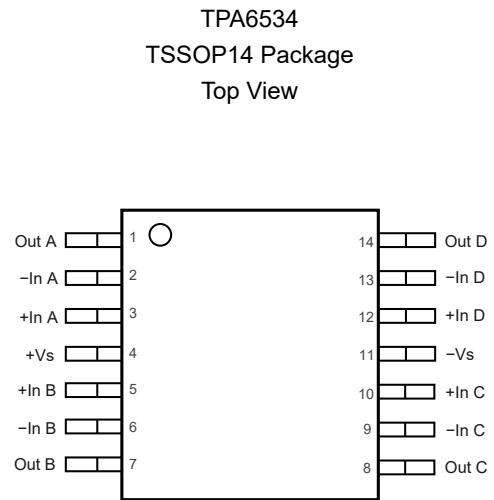 TPA6534
TSSOP14 Package
Top View
Out A 1 14 Out D
−In A 2 13 −In D
+In A 3 12 +In D
+Vs 4 11 −Vs
+In B 5 10 +In C
−In B 6 9 −In C
Out B 7 8 Out C